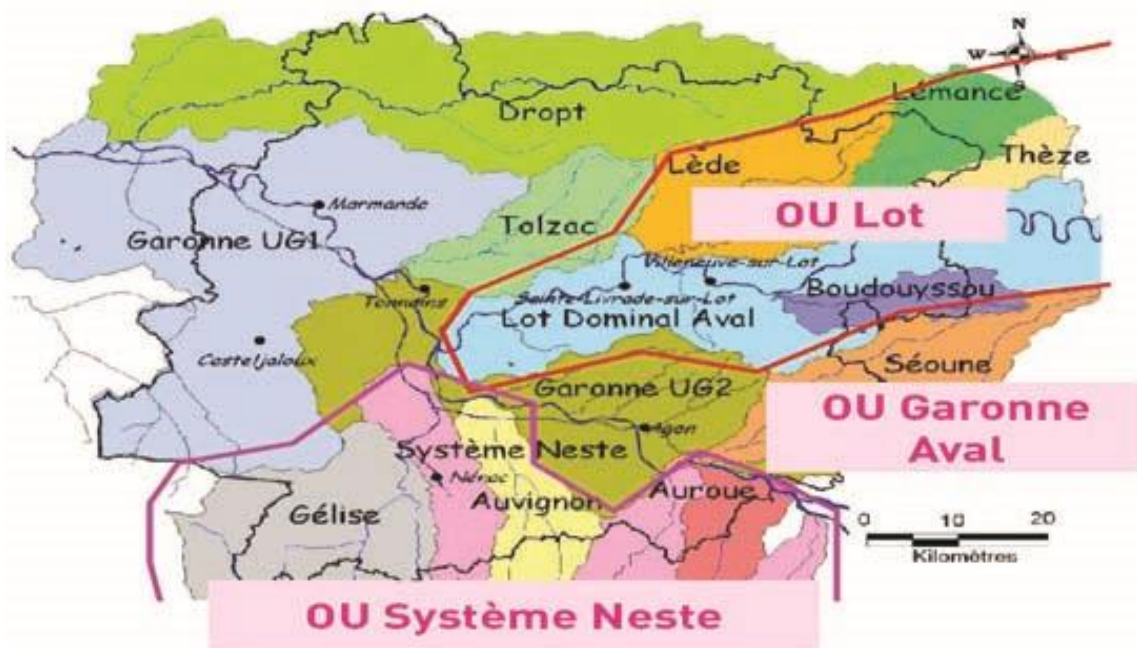 N
W
Lémance
Dropt
Lède
Thèze
Marmande
Tolzac
OU Lot
Garonne UG1
Villeneuve-sur-Lot
Tonneins
Sainte-Livrade-sur-Lot
Boudouyssou
Lot Dominal Aval
Casteljaloux
Séoune
Garonne UG2
OU Garonne
Aval
Agan
Système Neste
Nérac
Auvignon
Auroue
Gélise
0 10 20
Kilomètres
OU Système Neste